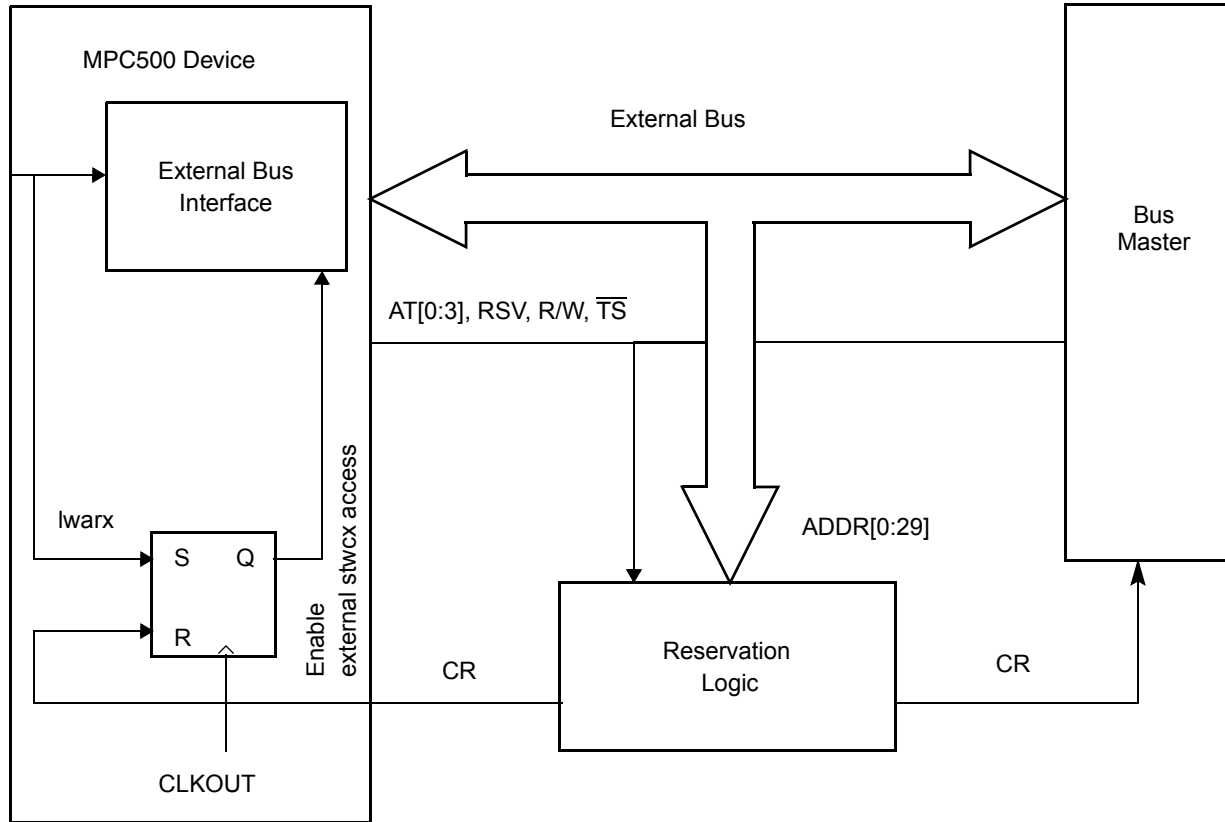 MPC500 Device
External Bus
Interface
External Bus
Bus
Master
AT[0:3], RSV, R/W, T̅S̅
lwarx
S Q
R
Enable
external stwcx access
ADDR[0:29]
Reservation
Logic
CR
CR
CLKOUT